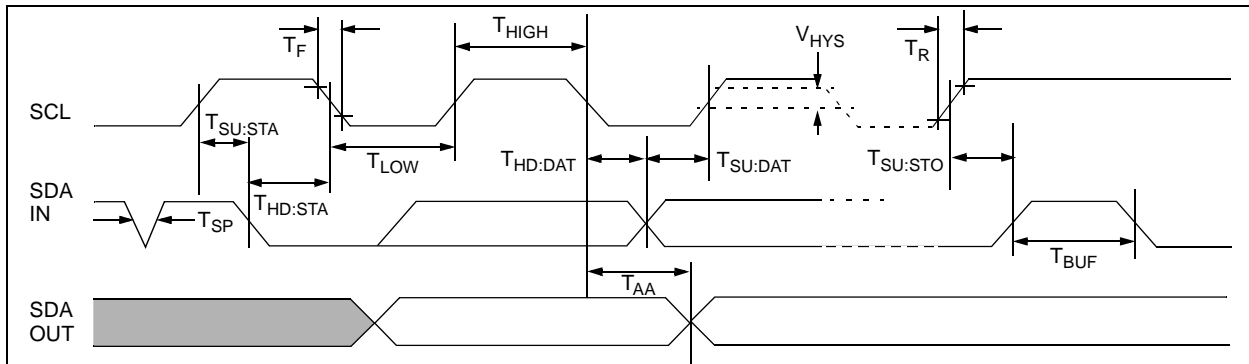 T_F
T_HIGH
V_HYS
T_R
SCL
T_SU:STA
T_LOW
T_HD:DAT
T_SU:DAT
T_SU:STO
SDA
IN
T_SP
T_HD:STA
T_BUF
T_AA
SDA
OUT